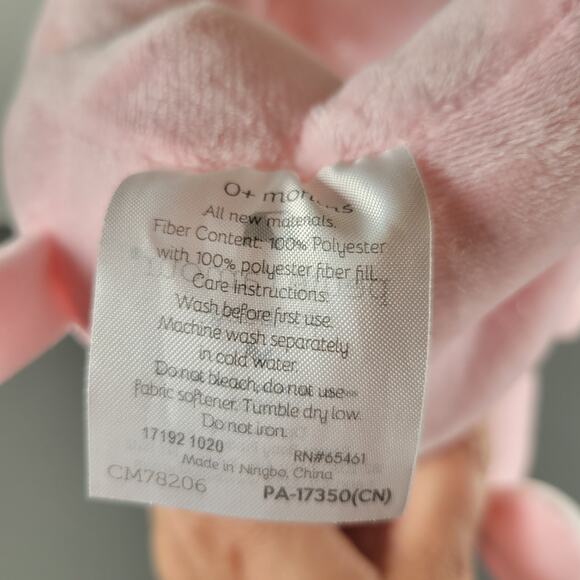 0+ months
All new materials.
Fiber Content: 100% Polyester
with 100% polyester fiber fill.
Care Instructions:
Wash before first use.
Machine wash separately
in cold water.
Do not bleach, do not use
fabric softener. Tumble dry low.
Do not iron.
17192 1020 RN#65461
Made in Ningbo, China
CM78206 PA-17350(CN)